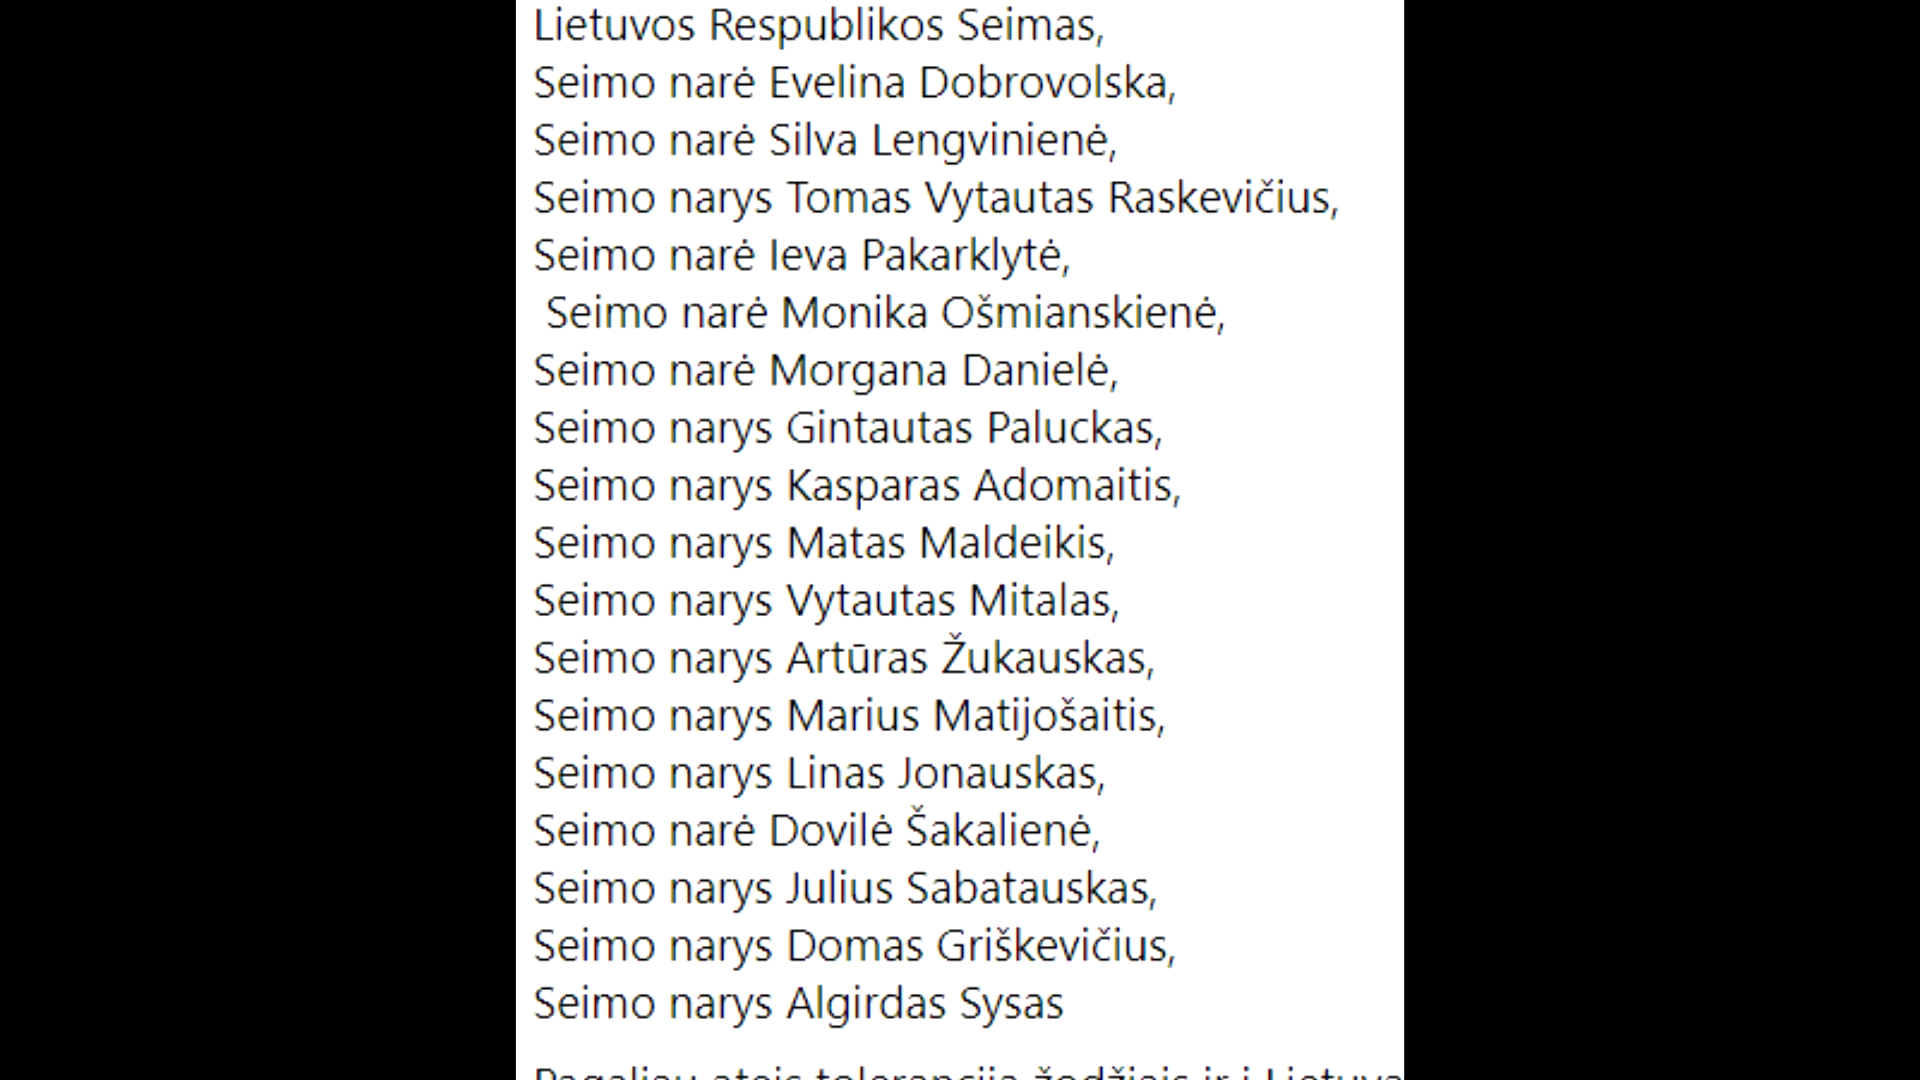 Lietuvos Respublikos Seimas,
Seimo narė Evelina Dobrovolska,
Seimo narė Silva Lengvinienė,
Seimo narys Tomas Vytautas Raskevičius,
Seimo narė Ieva Pakarklytė,
Seimo narė Monika Ošmianskienė,
Seimo narė Morgana Danielė,
Seimo narys Gintautas Paluckas,
Seimo narys Kasparas Adomaitis,
Seimo narys Matas Maldeikis,
Seimo narys Vytautas Mitalas,
Seimo narys Artūras Žukauskas,
Seimo narys Marius Matijošaitis,
Seimo narys Linas Jonauskas,
Seimo narė Dovilė Šakalienė,
Seimo narys Julius Sabatauskas,
Seimo narys Domas Griškevičius,
Seimo narys Algirdas Sysas